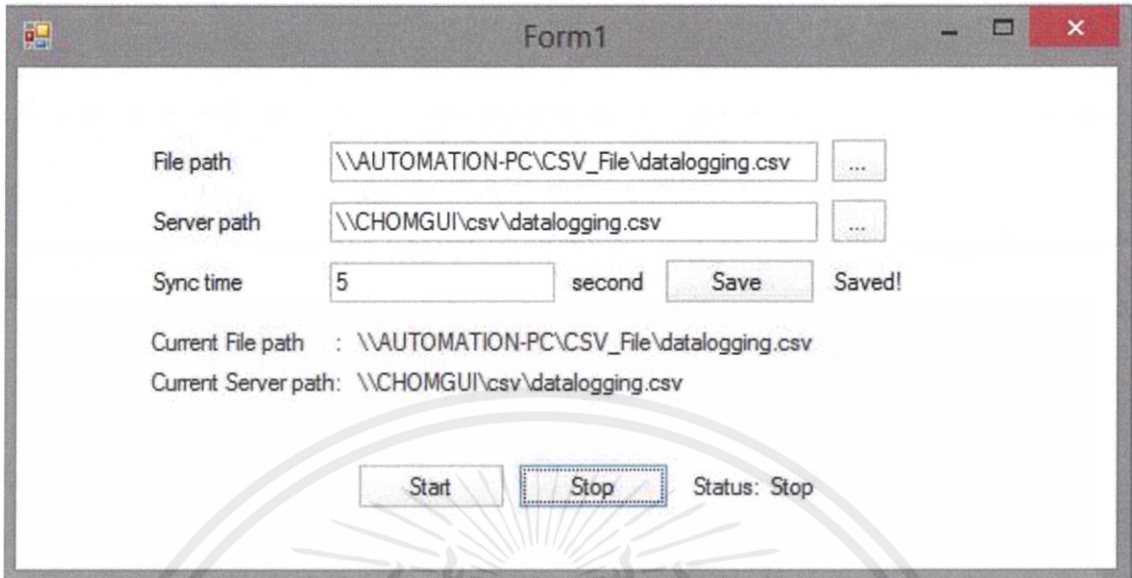 Form1
File path \\AUTOMATION-PC\CSV_File\datalogging.csv ...
Server path \\CHOMGUI\csv\datalogging.csv ...
Sync time 5 second Save Saved!
Current File path : \\AUTOMATION-PC\CSV_File\datalogging.csv
Current Server path: \\CHOMGUI\csv\datalogging.csv
Start Stop Status: Stop